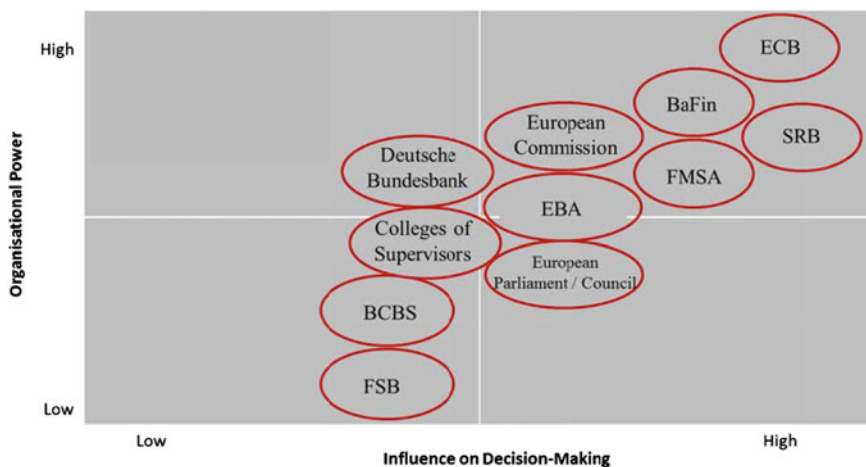 High
ECB
BaFin
European
Commission
SRB
Deutsche
Bundesbank
FMSA
EBA
Colleges of
Supervisors
European
Parliament / Council
BCBS
FSB
Low
Organisational Power
Low
High
Influence on Decision-Making